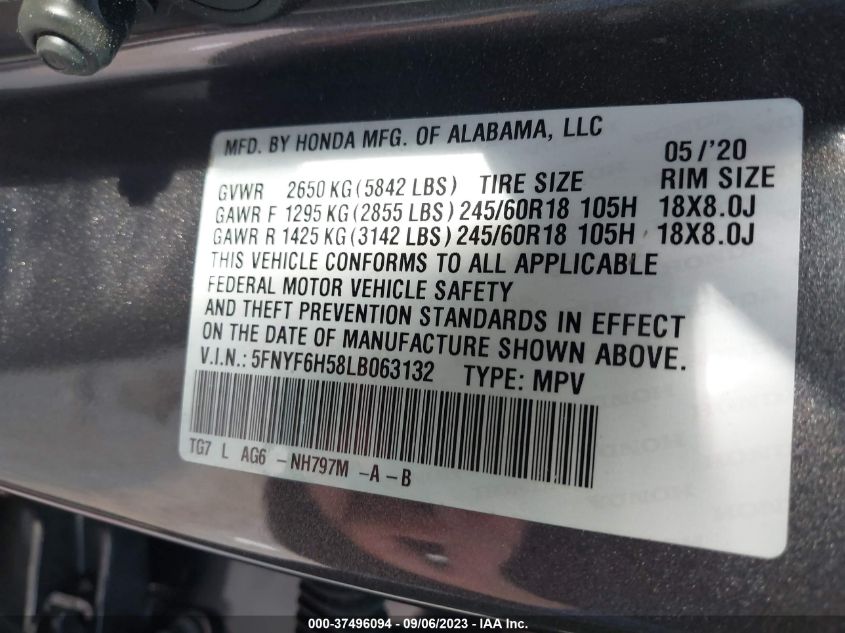 MFD. BY HONDA MFG. OF ALABAMA, LLC
05/'20
GVWR 2650 KG (5842 LBS) TIRE SIZE RIM SIZE
GAWR F 1295 KG (2855 LBS) 245/60R18 105H 18X8.0J
GAWR R 1425 KG (3142 LBS) 245/60R18 105H 18X8.0J
THIS VEHICLE CONFORMS TO ALL APPLICABLE
FEDERAL MOTOR VEHICLE SAFETY
AND THEFT PREVENTION STANDARDS IN EFFECT
ON THE DATE OF MANUFACTURE SHOWN ABOVE.
V.I.N.: 5FNYF6H58LB063132 TYPE: MPV
TG7 L AG6 -NH797M -A -B
000-37496094 - 09/06/2023 - IAA Inc.